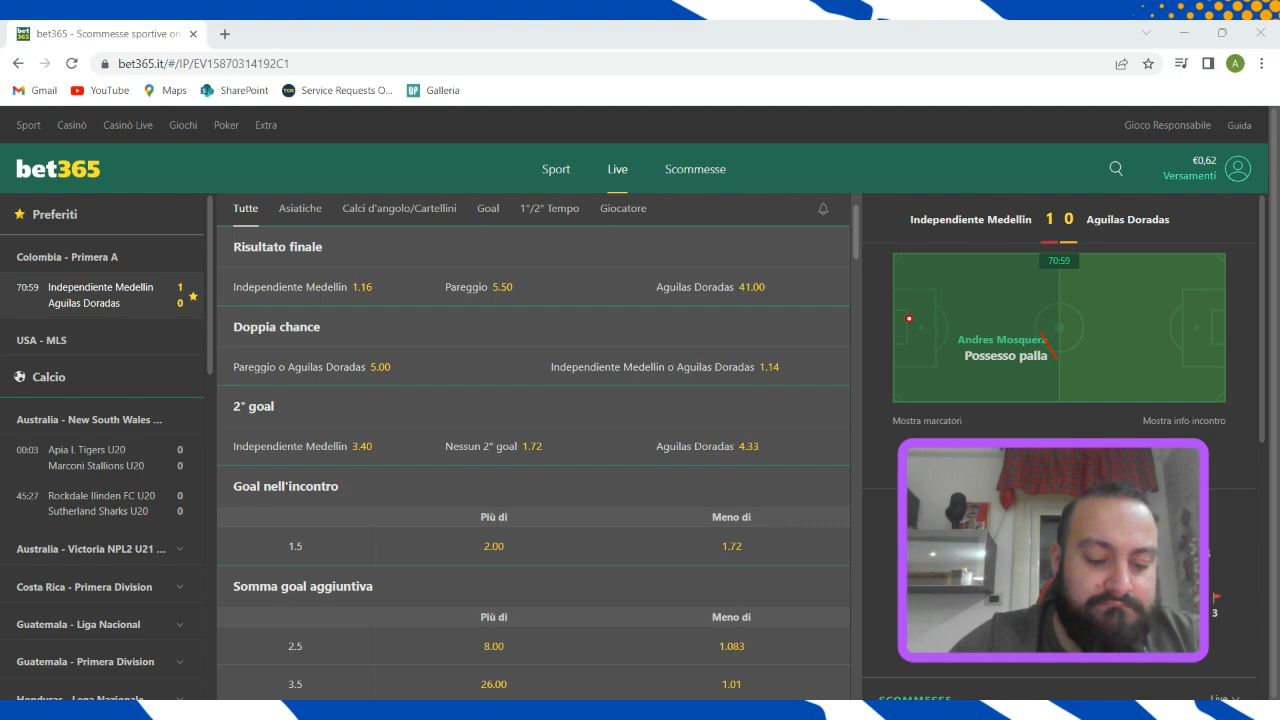 bet365 - Scommesse sportive on
bet365.it/#/IP/EV15870314192C1
A
Gmail YouTube Maps SharePoint Service Requests O... Galleria
Sport Casinò Casinò Live Giochi Poker Extra Gioco Responsabile Guida
bet365 Sport Live Scommesse €0,62
Versamenti
Preferiti
Colombia - Primera A
70:59 Independiente Medellin 1
Aguilas Doradas 0
USA - MLS
Calcio
Australia - New South Wales ...
00:03 Apia L Tigers U20 0
Marconi Stallions U20 0
45:27 Rockdale Ilinden FC U20 0
Sutherland Sharks U20 0
Australia - Victoria NPL2 U21 ...
Costa Rica - Primera Division
Guatemala - Liga Nacional
Guatemala - Primera Division
Honduras - Lega Nazionale
Tutte Asiatiche Calci d'angolo/Cartellini Goal 1°/2° Tempo Giocatore
Risultato finale
Independiente Medellin 1.16 Pareggio 5.50 Aguilas Doradas 41.00
Doppia chance
Pareggio o Aguilas Doradas 5.00 Independiente Medellin o Aguilas Doradas 1.14
2° goal
Independiente Medellin 3.40 Nessun 2° goal 1.72 Aguilas Doradas 4.33
Goal nell'incontro
Più di Meno di
1.5 2.00 1.72
Somma goal aggiuntiva
Più di Meno di
2.5 8.00 1.083
3.5 26.00 1.01
Independiente Medellin 1 0 Aguilas Doradas
70:59
Andres Mosquera
Possesso palla
Mostra marcatori Mostra info incontro
3
SCOMMESSE Live